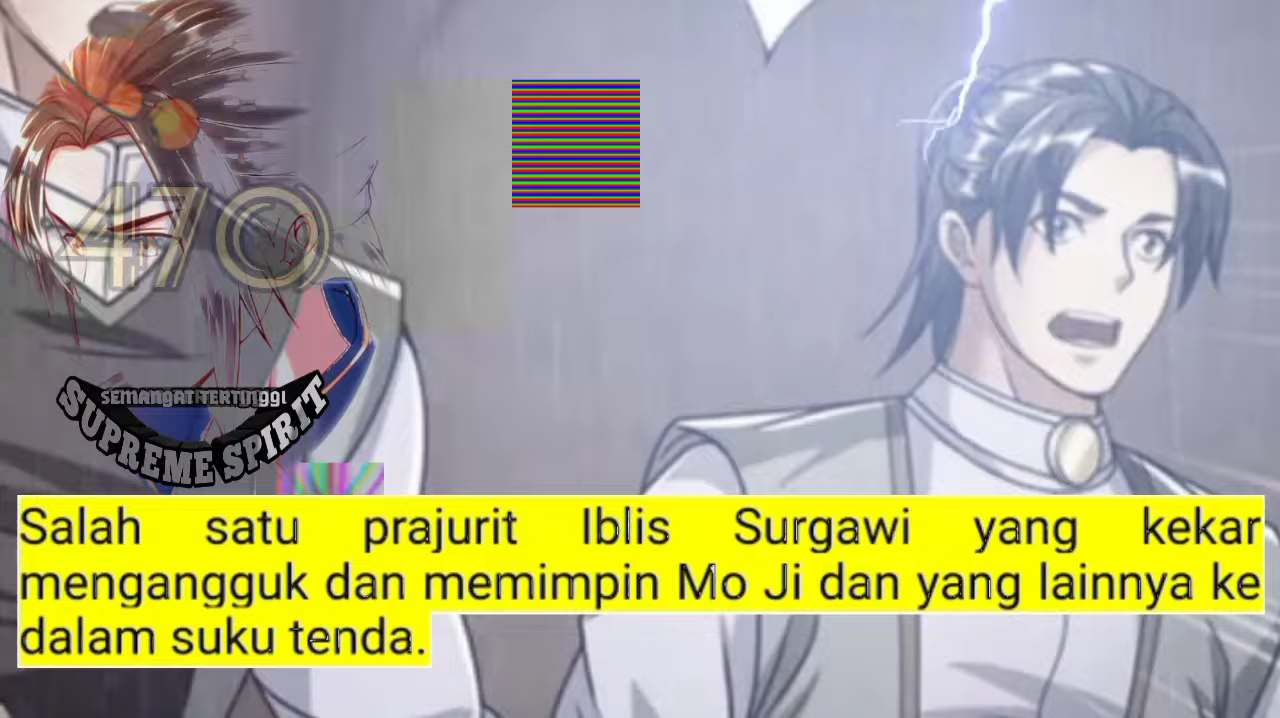 470
SEMANGAT TERTINGGI
SUPREME SPIRIT
Salah satu prajurit Iblis Surgawi yang kekar
mengangguk dan memimpin Mo Ji dan yang lainnya ke
dalam suku tenda.